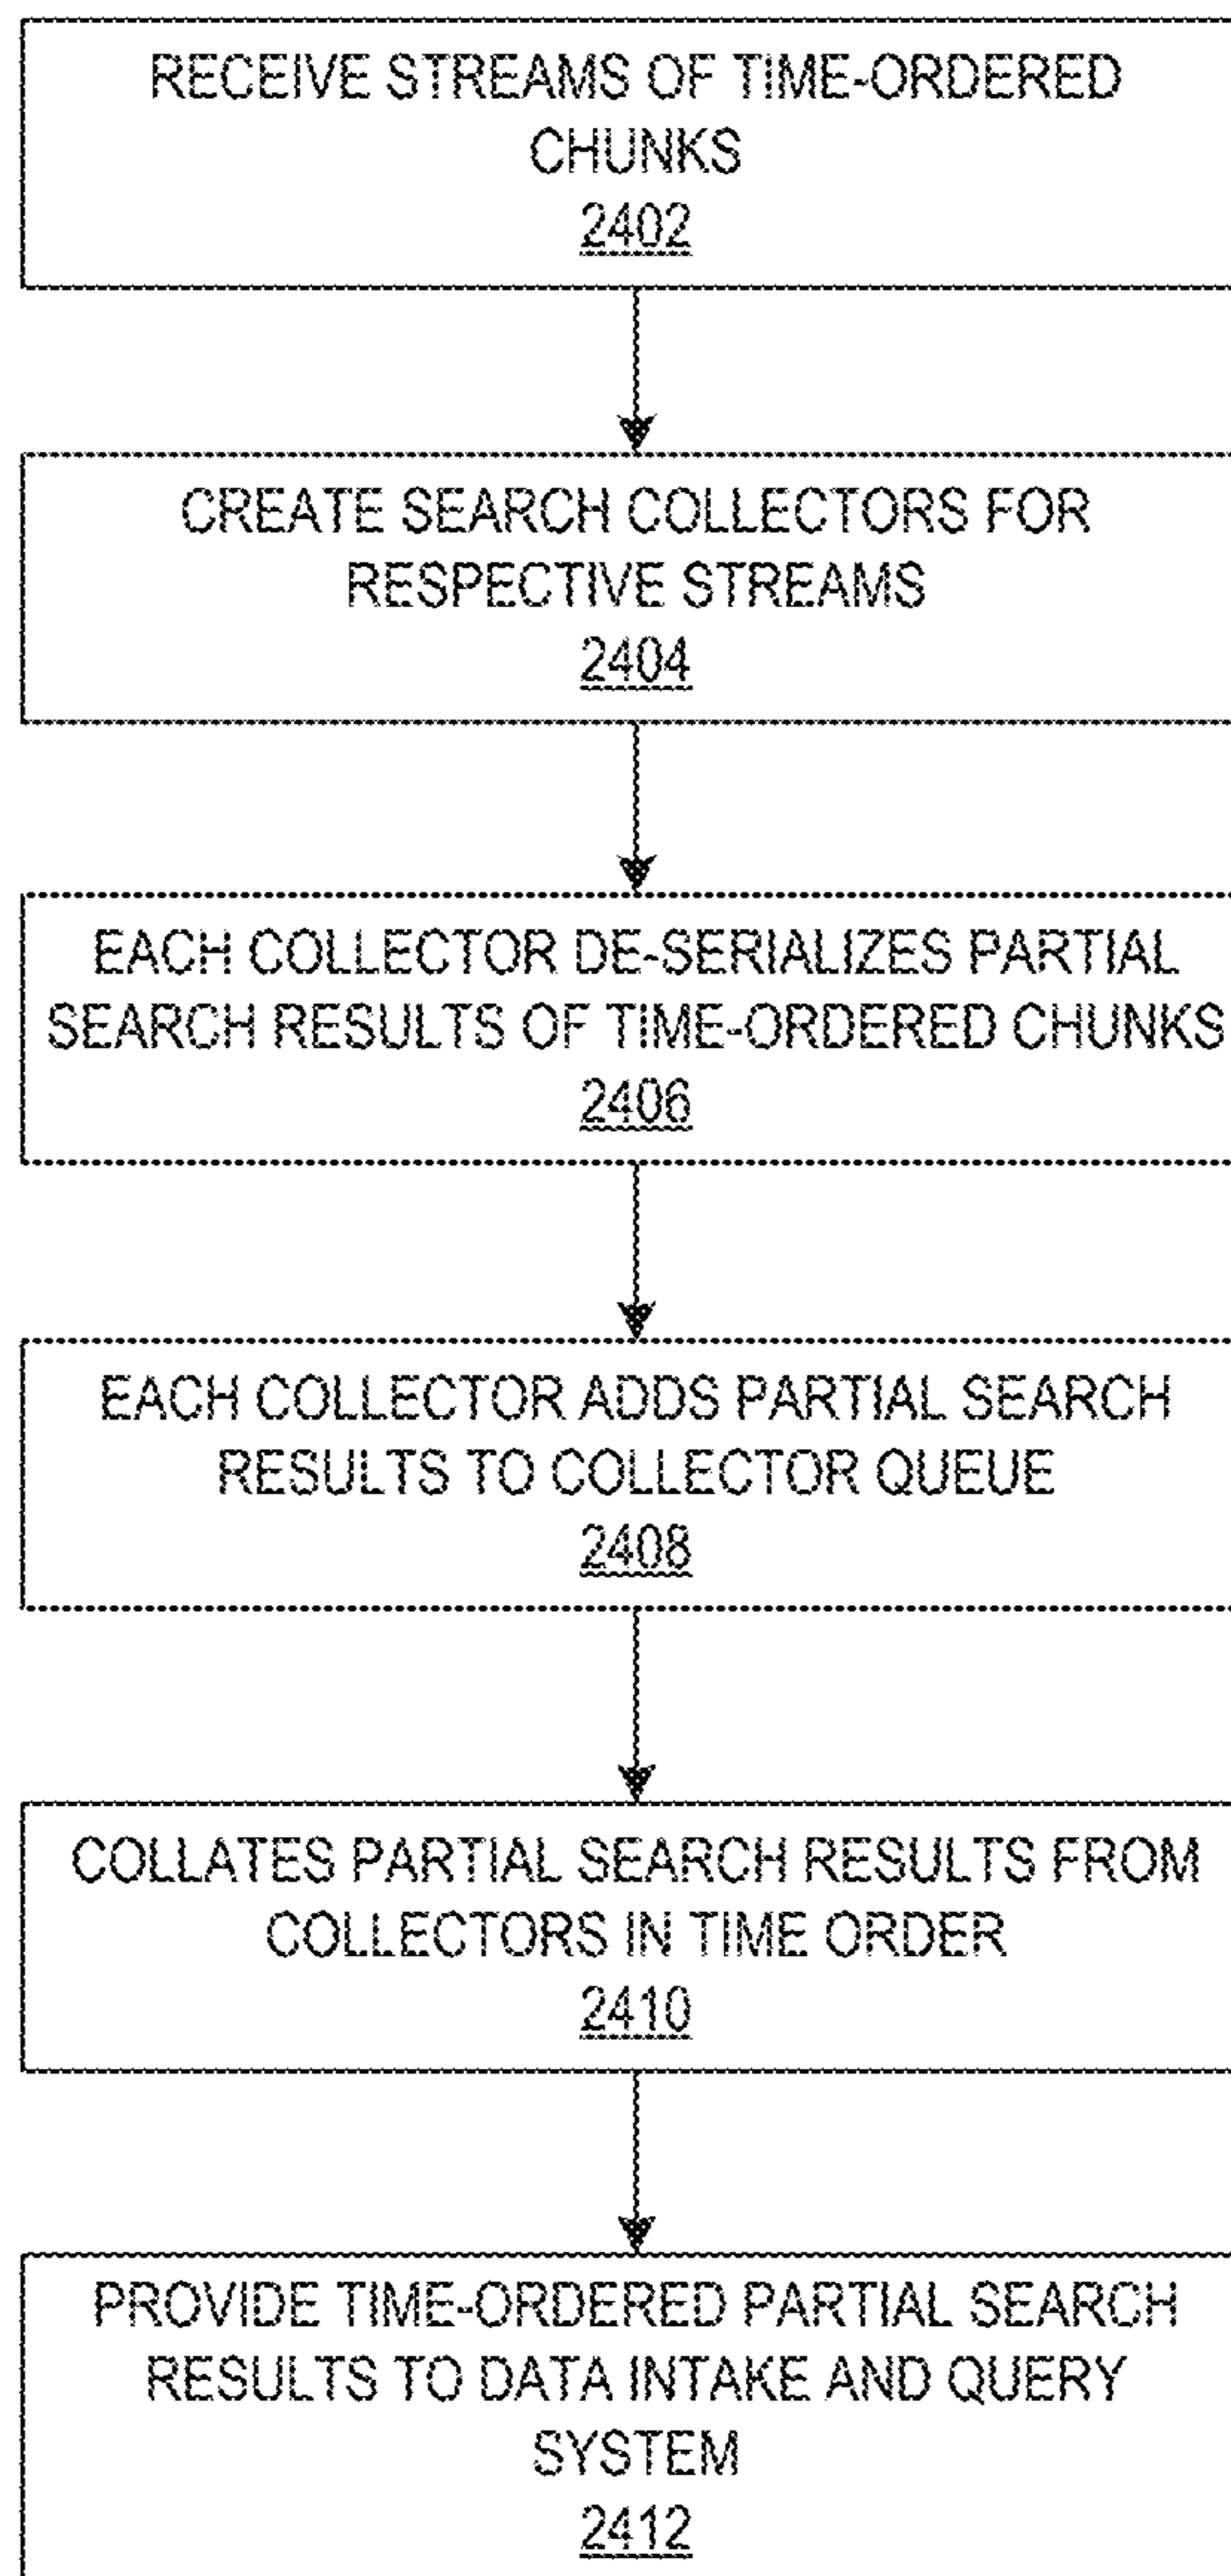 RECEIVE STREAMS OF TIME-ORDERED
CHUNKS
2402
CREATE SEARCH COLLECTORS FOR
RESPECTIVE STREAMS
2404
EACH COLLECTOR DE-SERIALIZES PARTIAL
SEARCH RESULTS OF TIME-ORDERED CHUNKS
2406
EACH COLLECTOR ADDS PARTIAL SEARCH
RESULTS TO COLLECTOR QUEUE
2408
COLLATES PARTIAL SEARCH RESULTS FROM
COLLECTORS IN TIME ORDER
2410
PROVIDE TIME-ORDERED PARTIAL SEARCH
RESULTS TO DATA INTAKE AND QUERY
SYSTEM
2412